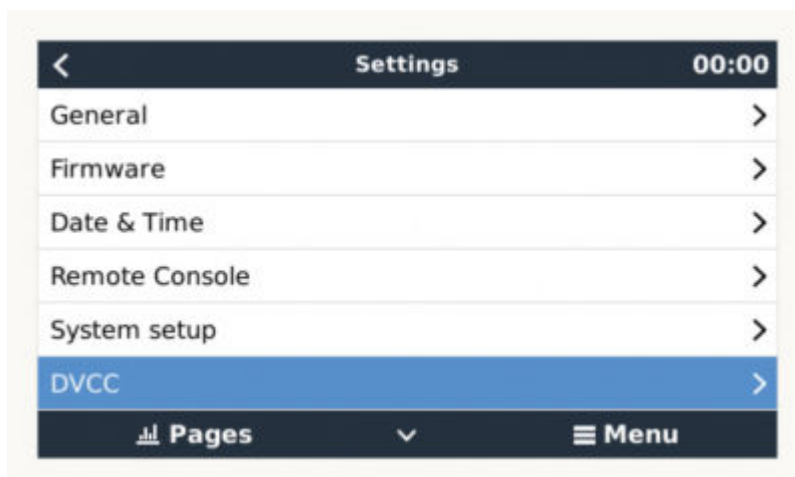 Settings 00:00
General
Firmware
Date & Time
Remote Console
System setup
DVCC
Pages Menu